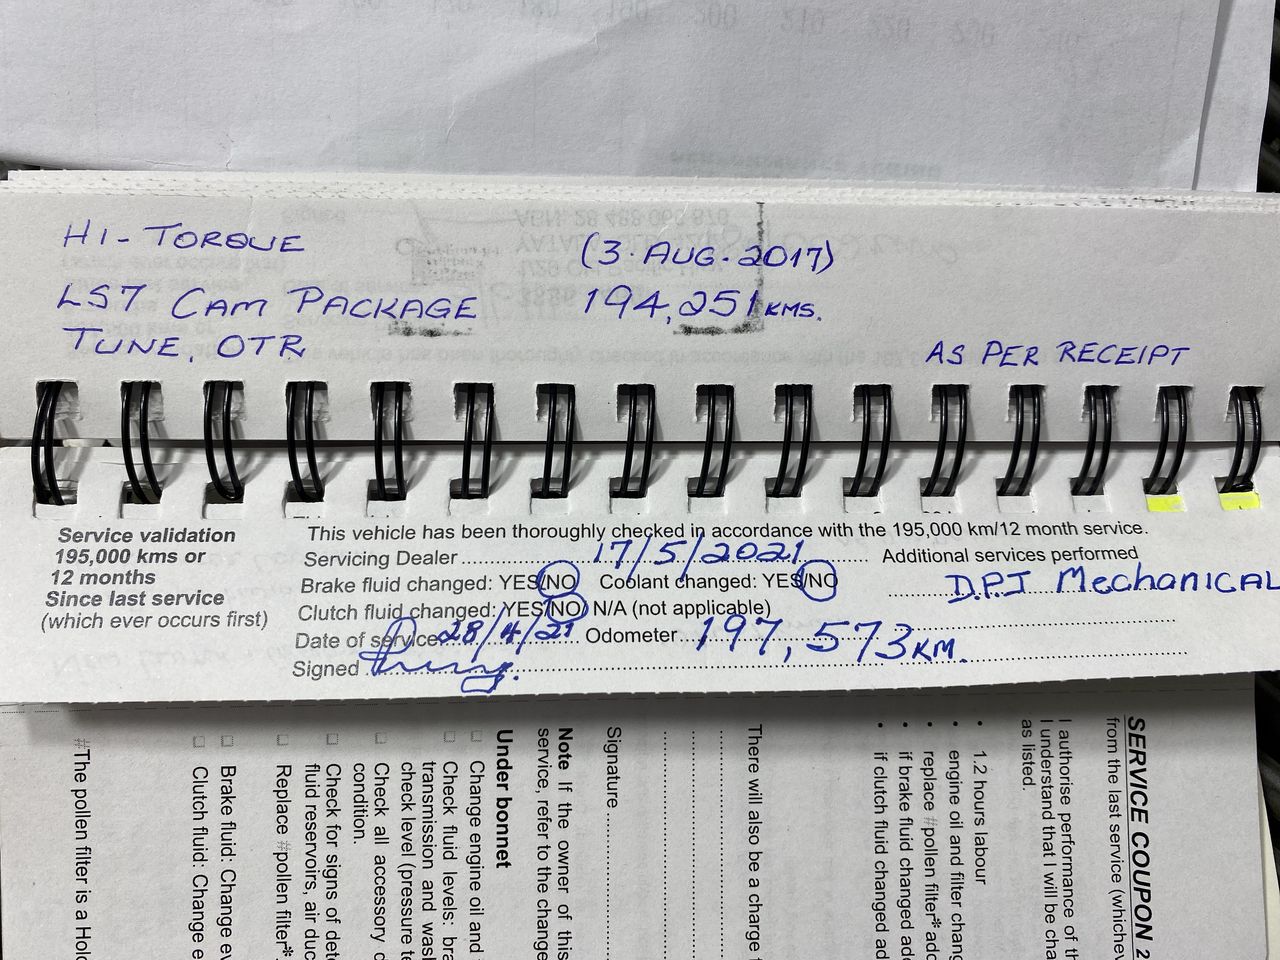 HI-TORQUE (3.AUG.2017)
LS7 CAM PACKAGE 194,251 KMS.
TUNE, OTR
AS PER RECEIPT
Service validation
195,000 kms or
12 months
Since last service
(which ever occurs first)
This vehicle has been thoroughly checked in accordance with the 195,000 km/12 month service.
Servicing Dealer 17/5/2021 Additional services performed
Brake fluid changed: YES/NO Coolant changed: YES/NO D.P.I Mechanical
Clutch fluid changed: YES/NO/ N/A (not applicable)
Date of service 28/4/21 Odometer 197,573KM.
Signed
SERVICE COUPON 2
from the last service (whichev
I authorise performance of th
I understand that I will be cha
as listed.
• 1.2 hours labour
• engine oil and filter chang
• replace #pollen filter* add
• if brake fluid changed add
• if clutch fluid changed ad
There will also be a charge f
Signature
Note If the owner of this
service, refer to the change
Under bonnet
Change engine oil and
Check fluid levels: bra
transmission and was
check level (pressure te
Check all accessory d
condition.
Check for signs of dete
fluid reservoirs, air duc
Replace #pollen filter*
Brake fluid: Change ev
Clutch fluid: Change e
#The pollen filter is a Hold